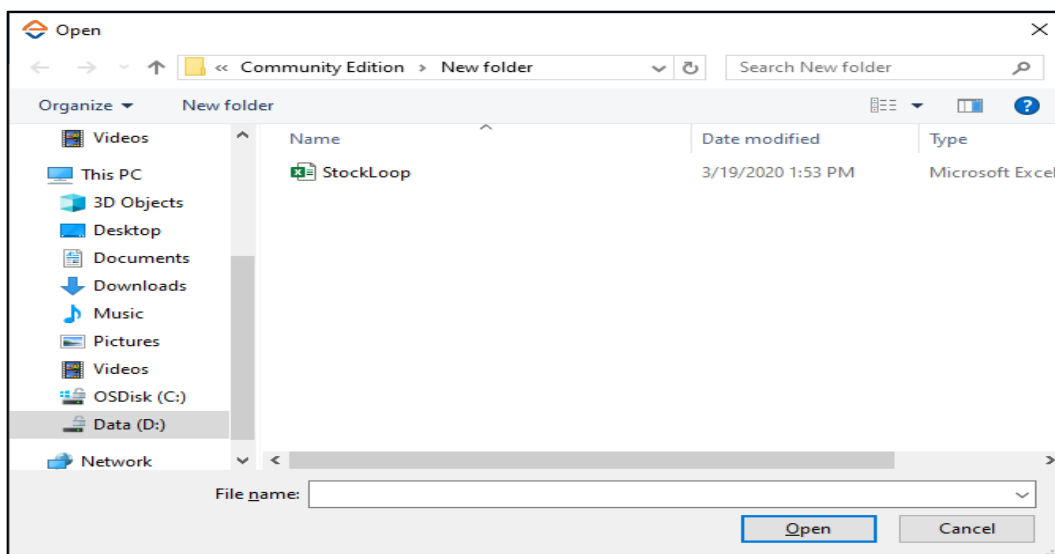 Open
« Community Edition > New folder
Search New folder
Organize
New folder
Name
Date modified
Type
StockLoop
3/19/2020 1:53 PM
Microsoft Excel
Videos
This PC
3D Objects
Desktop
Documents
Downloads
Music
Pictures
Videos
OSDisk (C:)
Data (D:)
Network
File name:
Open
Cancel